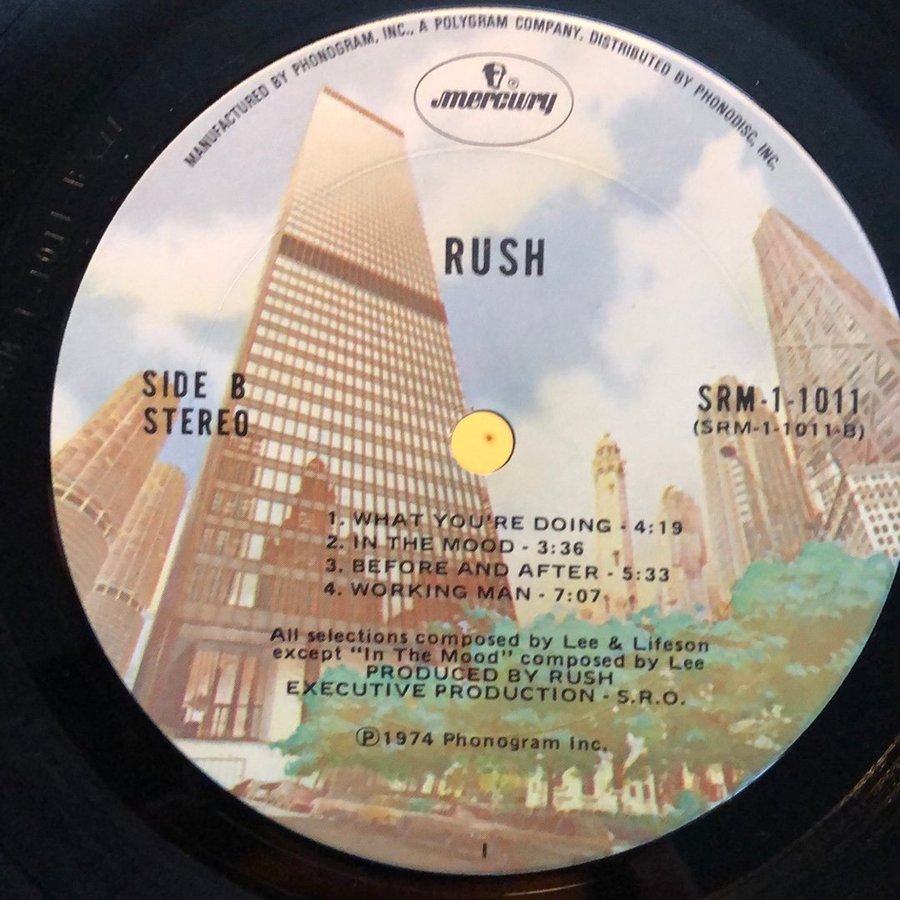 MANUFACTURED BY PHONOGRAM, INC., A POLYGRAM COMPANY, DISTRIBUTED BY PHONODISC, INC.
mercury
®
RUSH
SIDE B
STEREO
SRM-1-1011
(SRM-1-1011-B)
1. WHAT YOU'RE DOING - 4:19
2. IN THE MOOD - 3:36
3. BEFORE AND AFTER - 5:33
4. WORKING MAN - 7:07
All selections composed by Lee & Lifeson
except "In The Mood" composed by Lee
PRODUCED BY RUSH
EXECUTIVE PRODUCTION - S.R.O.
Ⓟ1974 Phonogram Inc.
I